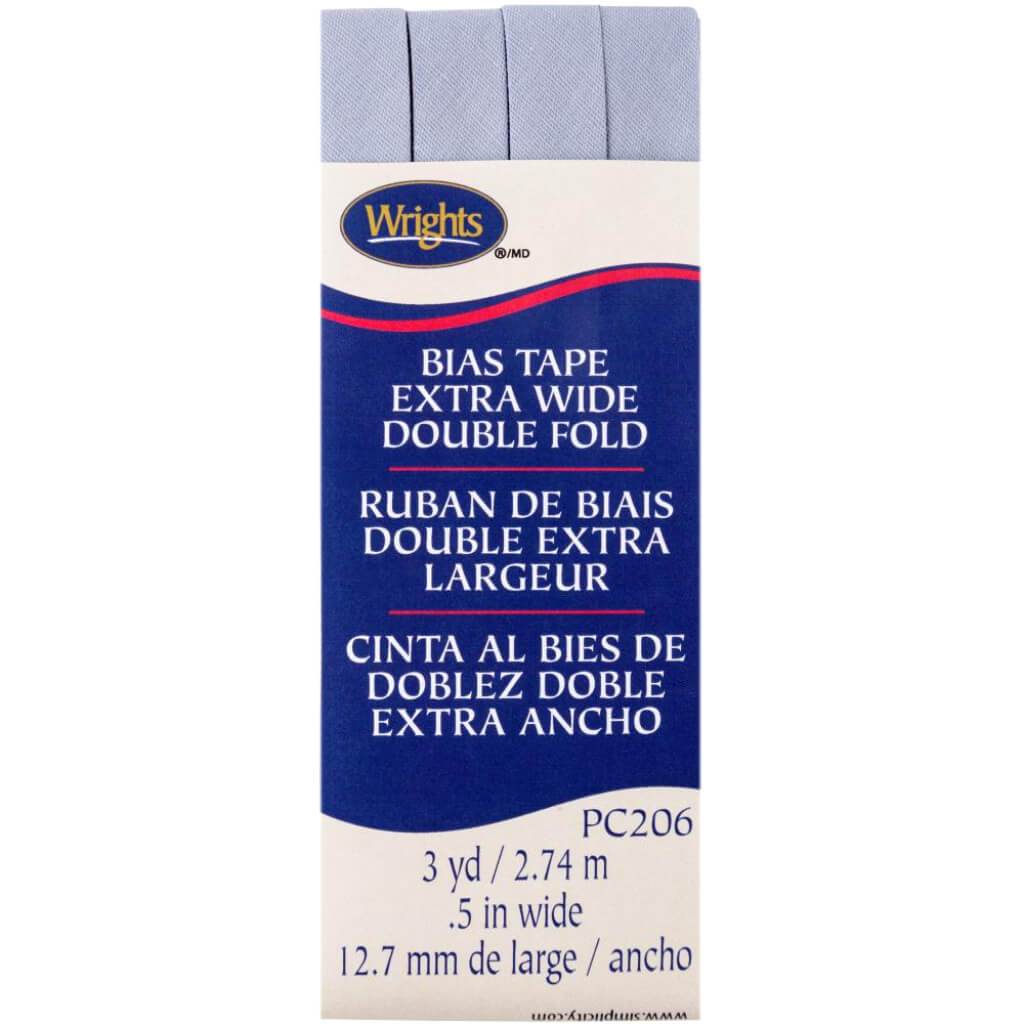 Wrights
®/MD
BIAS TAPE
EXTRA WIDE
DOUBLE FOLD
RUBAN DE BIAIS
DOUBLE EXTRA
LARGEUR
CINTA AL BIES DE
DOBLEZ DOBLE
EXTRA ANCHO
PC206
3 yd / 2.74 m
.5 in wide
12.7 mm de large / ancho
www.simplicity.com